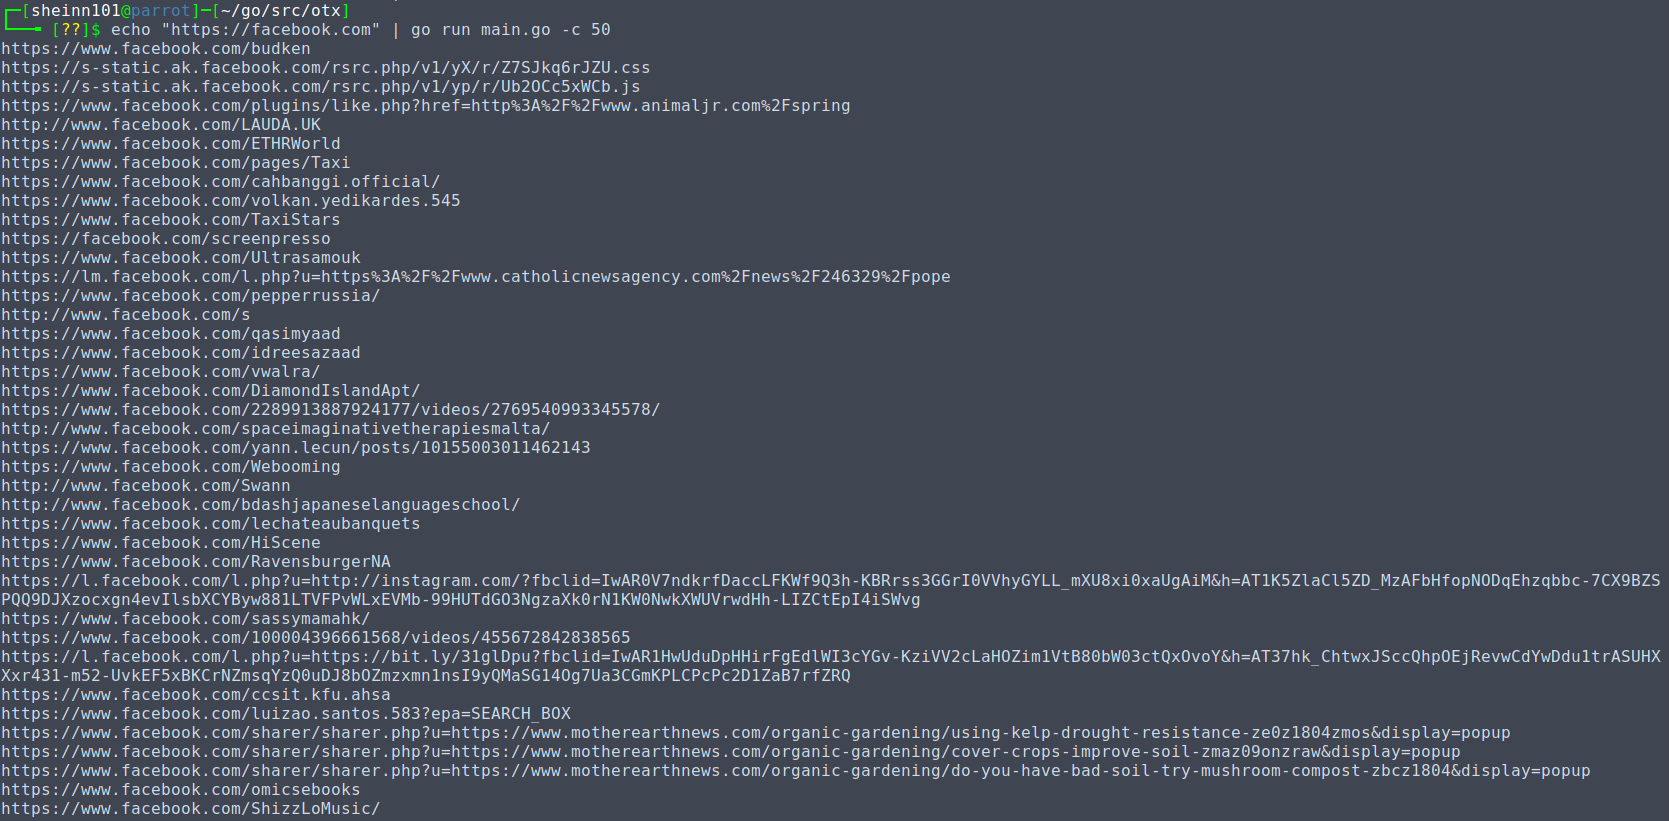 [sheinn101@parrot]─[~/go/src/otx]
[??]$ echo "https://facebook.com" | go run main.go -c 50
https://www.facebook.com/budken
https://s-static.ak.facebook.com/rsrc.php/v1/yX/r/Z7SJkq6rJZU.css
https://s-static.ak.facebook.com/rsrc.php/v1/yp/r/Ub2OCc5xWCb.js
https://www.facebook.com/plugins/like.php?href=http%3A%2F%2Fwww.animaljr.com%2Fspring
http://www.facebook.com/LAUDA.UK
https://www.facebook.com/ETHRWorld
https://www.facebook.com/pages/Taxi
https://www.facebook.com/cahbanggi.official/
https://www.facebook.com/volkan.yedikardes.545
https://www.facebook.com/TaxiStars
https://facebook.com/screenpresso
https://www.facebook.com/Ultrasamouk
https://lm.facebook.com/l.php?u=https%3A%2F%2Fwww.catholicnewsagency.com%2Fnews%2F246329%2Fpope
https://www.facebook.com/pepperrussia/
http://www.facebook.com/s
https://www.facebook.com/qasimyaad
https://www.facebook.com/idreesazaad
https://www.facebook.com/vwalra/
https://www.facebook.com/DiamondIslandApt/
https://www.facebook.com/2289913887924177/videos/2769540993345578/
http://www.facebook.com/spaceimaginativetherapiesmalta/
https://www.facebook.com/yann.lecun/posts/10155003011462143
https://www.facebook.com/Webooming
http://www.facebook.com/Swann
http://www.facebook.com/bdashjapaneselanguageschool/
https://www.facebook.com/lechateaubanquets
https://www.facebook.com/HiScene
https://www.facebook.com/RavensburgerNA
https://l.facebook.com/l.php?u=http://instagram.com/?fbclid=IwAR0V7ndkrfDaccLFKWf9Q3h-KBRrss3GGrI0VVhyGYLL_mXU8xi0xaUgAiM&h=AT1K5ZlaCl5ZD_MzAFbHfopNODqEhzqbbc-7CX9BZS
PQQ9DJXzocxgn4evIlsbXCYByw881LTVFPvWLxEVMb-99HUTdGO3NgzaXk0rN1KW0NwkXWUVrwdHh-LIZCtEpI4iSWvg
https://www.facebook.com/sassymamahk/
https://www.facebook.com/100004396661568/videos/455672842838565
https://l.facebook.com/l.php?u=https://bit.ly/31glDpu?fbclid=IwAR1HwUduDpHHirFgEdlWI3cYGv-KziVV2cLaHOZim1VtB80bW03ctQxOvoY&h=AT37hk_ChtwxJSccQhpOEjRevwCdYwDdu1trASUHX
Xxr431-m52-UvkEF5xBKCrNZmsqYzQ0uDJ8bOZmzxmn1nsI9yQMaSG14Og7Ua3CGmKPLCPcPc2D1ZaB7rfZRQ
https://www.facebook.com/ccsit.kfu.ahsa
https://www.facebook.com/luizao.santos.583?epa=SEARCH_BOX
https://www.facebook.com/sharer/sharer.php?u=https://www.motherearthnews.com/organic-gardening/using-kelp-drought-resistance-ze0z1804zmos&display=popup
https://www.facebook.com/sharer/sharer.php?u=https://www.motherearthnews.com/organic-gardening/cover-crops-improve-soil-zmaz09onzraw&display=popup
https://www.facebook.com/sharer/sharer.php?u=https://www.motherearthnews.com/organic-gardening/do-you-have-bad-soil-try-mushroom-compost-zbcz1804&display=popup
https://www.facebook.com/omicsebooks
https://www.facebook.com/ShizzLoMusic/